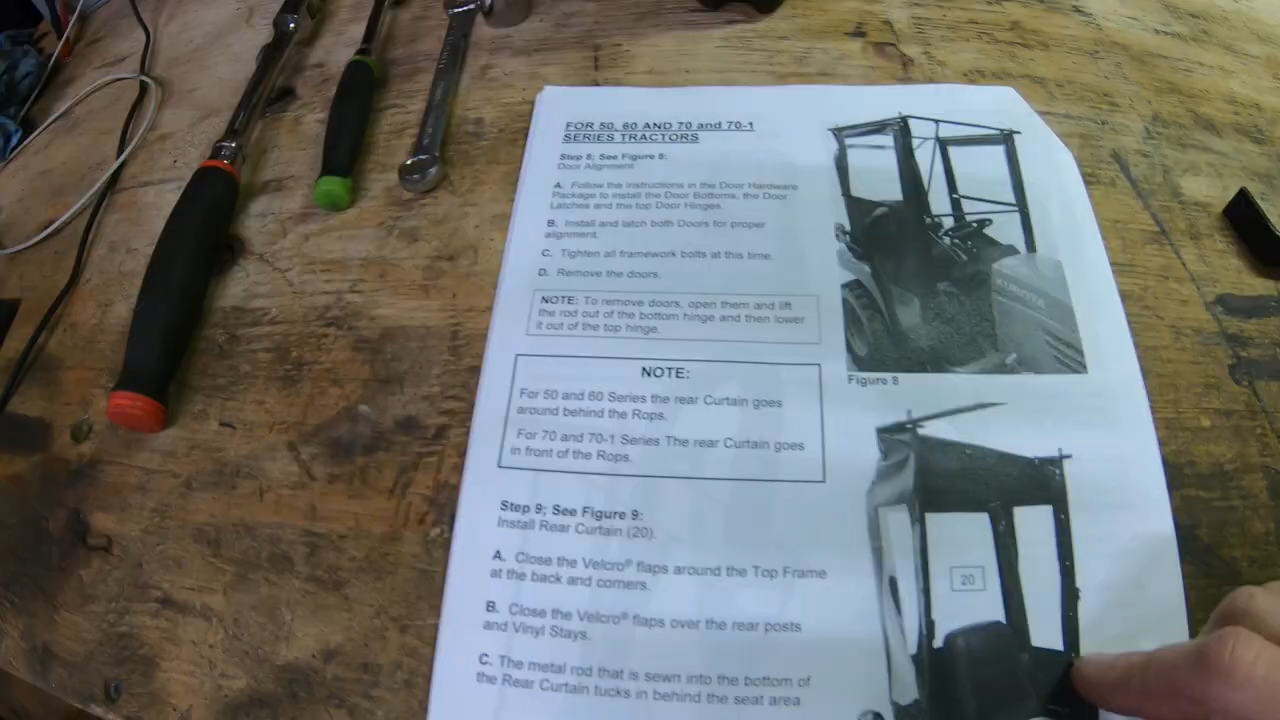 FOR 50, 60 AND 70 and 70-1
SERIES TRACTORS
Step 8; See Figure 8:
Door Alignment
A. Follow the instructions in the Door Hardware
Package to install the Door Bottoms, the Door
Latches and the top Door Hinges.
B. Install and latch both Doors for proper
alignment.
C. Tighten all framework bolts at this time.
D. Remove the doors.
NOTE: To remove doors, open them and lift
the rod out of the bottom hinge and then lower
it out of the top hinge.
NOTE:
For 50 and 60 Series the rear Curtain goes
around behind the Rops.
For 70 and 70-1 Series The rear Curtain goes
in front of the Rops.
Step 9; See Figure 9:
Install Rear Curtain (20).
A. Close the Velcro® flaps around the Top Frame
at the back and corners.
B. Close the Velcro® flaps over the rear posts
and Vinyl Stays.
C. The metal rod that is sewn into the bottom of
the Rear Curtain tucks in behind the seat area
KUBOTA
Figure 8
20